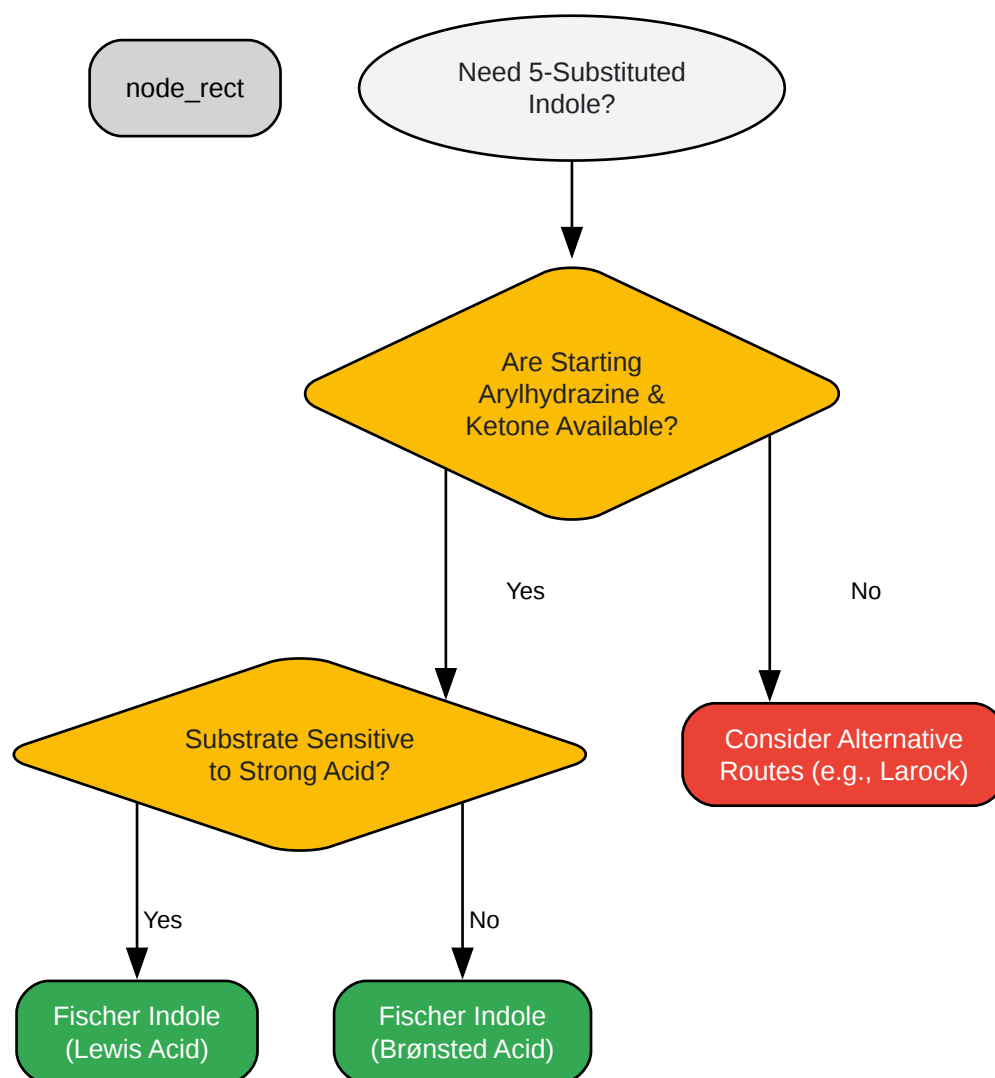 node_rect
Need 5-Substituted
Indole?
Are Starting
Arylhydrazine &
Ketone Available?
Yes
No
Substrate Sensitive
to Strong Acid?
Consider Alternative
Routes (e.g., Larock)
Yes
No
Fischer Indole
(Lewis Acid)
Fischer Indole
(Brønsted Acid)